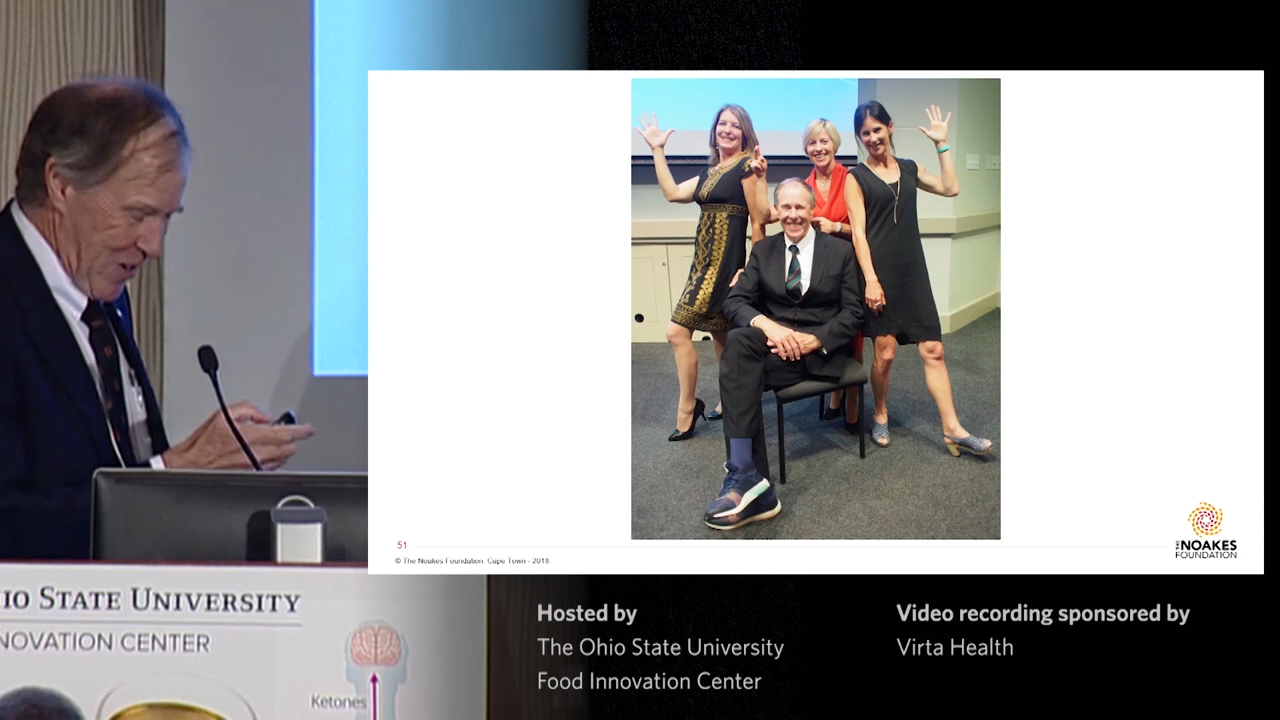 51
© The Noakes Foundation. Cape Town - 2018
THE NOAKES
FOUNDATION
IO STATE UNIVERSITY
NOVATION CENTER
Ketones
Hosted by
The Ohio State University
Food Innovation Center
Video recording sponsored by
Virta Health